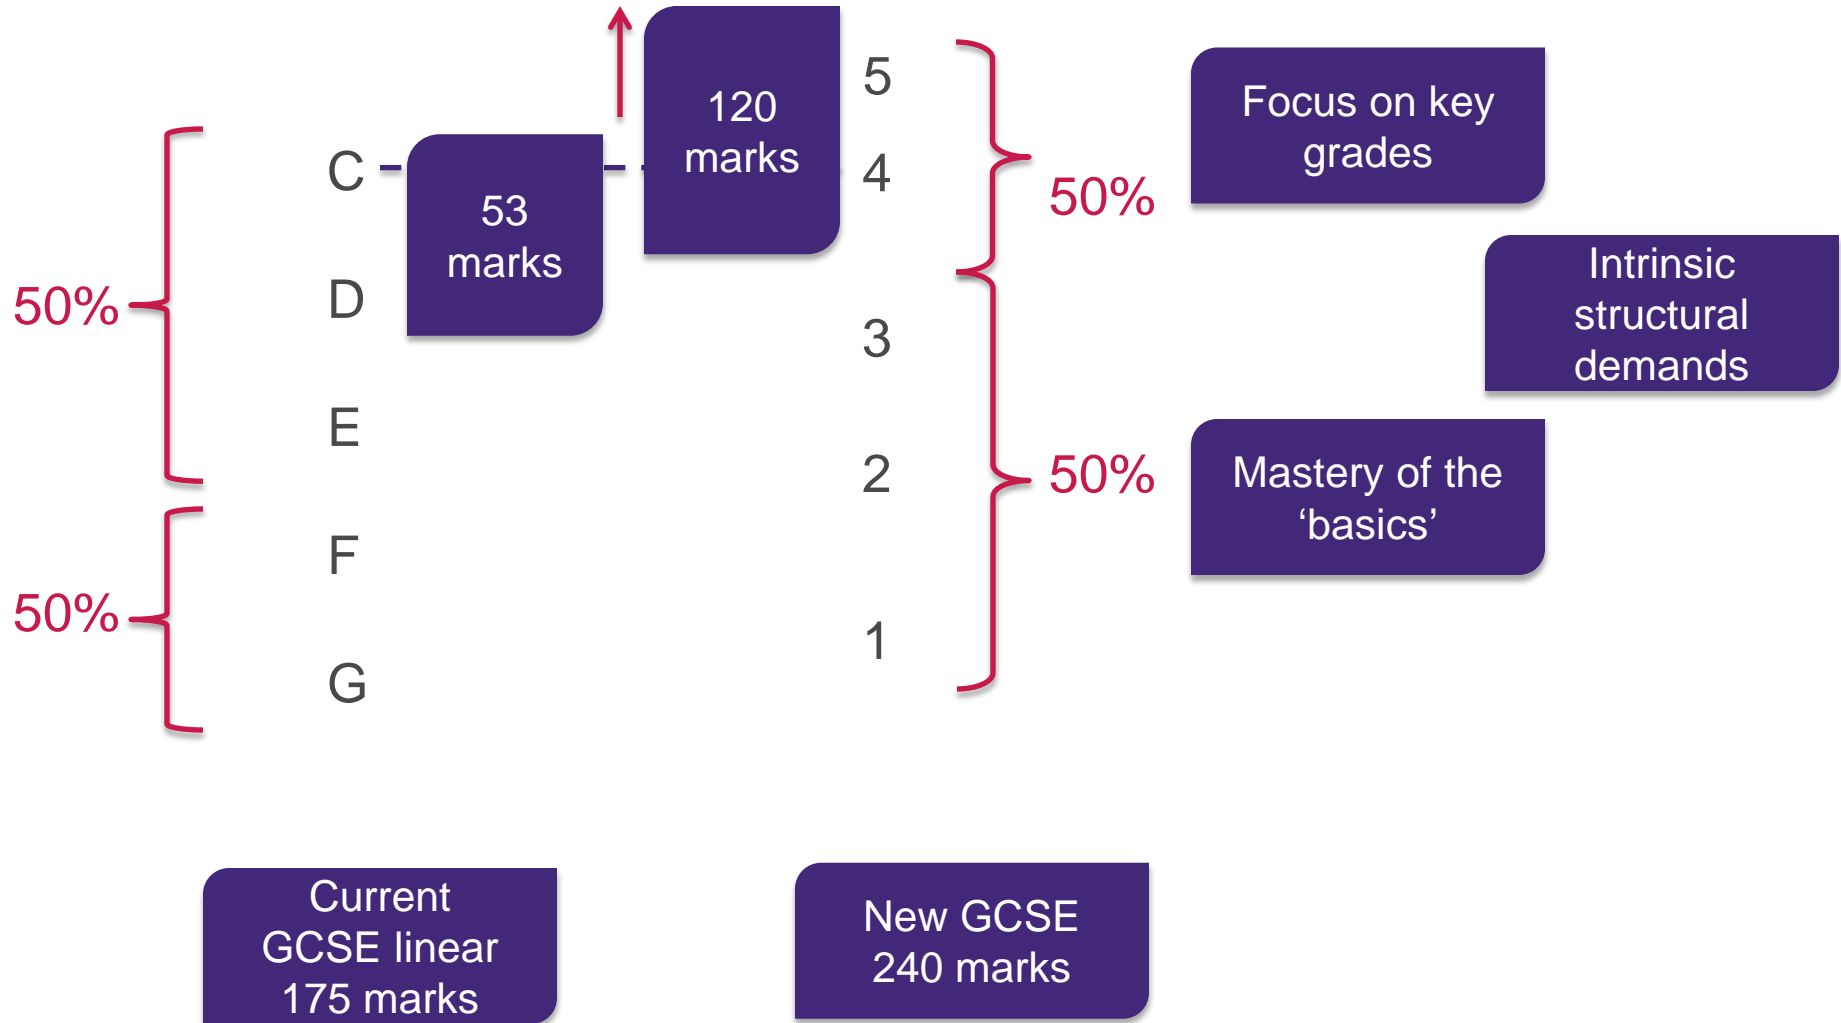 50%
50%
C
D
E
F
G
53
marks
120
marks
5
4
3
2
1
50%
50%
Focus on key
grades
Intrinsic
structural
demands
Mastery of the
‘basics’
Current
GCSE linear
175 marks
New GCSE
240 marks